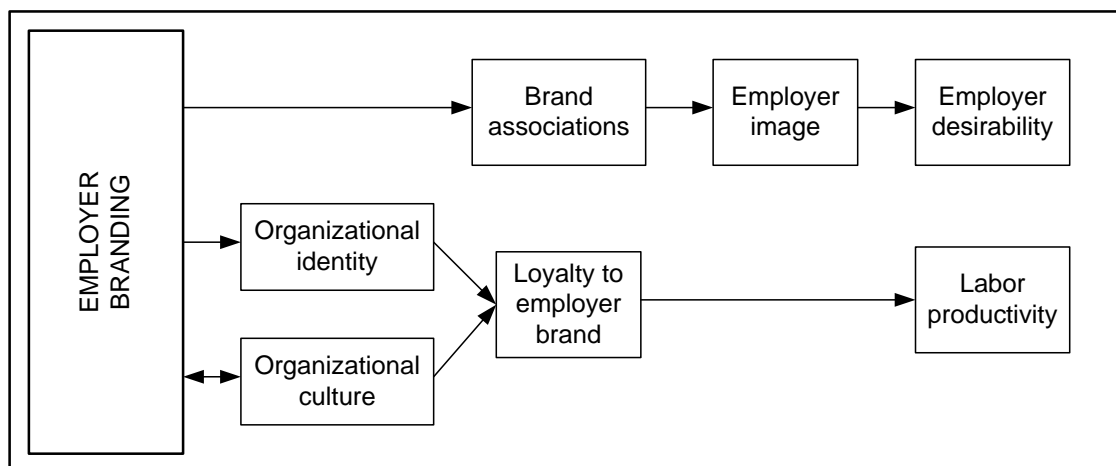 EMPLOYER
BRANDING
Brand
associations
Employer
image
Employer
desirability
Organizational
identity
Loyalty to
employer
brand
Labor
productivity
Organizational
culture